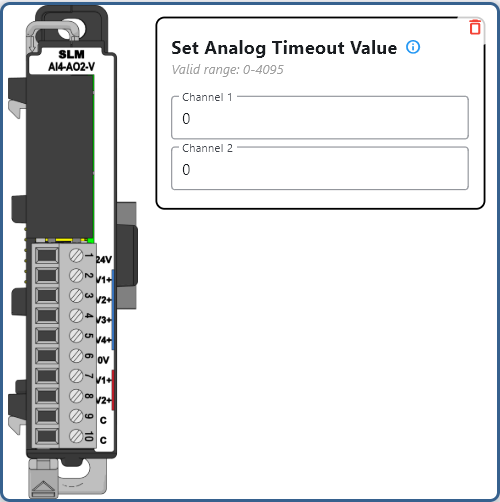 SLM
AI4-AO2-V
1
24V
2
V1+
3
V2+
4
V3+
5
V4+
6
0V
7
V1+
8
V2+
9
C
10
C
Set Analog Timeout Value
Valid range: 0-4095
Channel 1
0
Channel 2
0